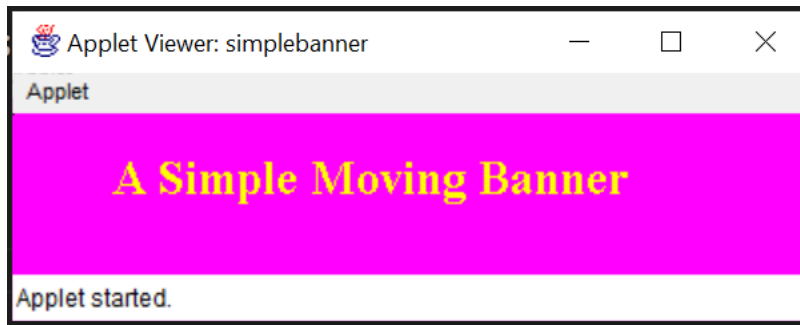 Applet Viewer: simplebanner
Applet
A Simple Moving Banner
Applet started.